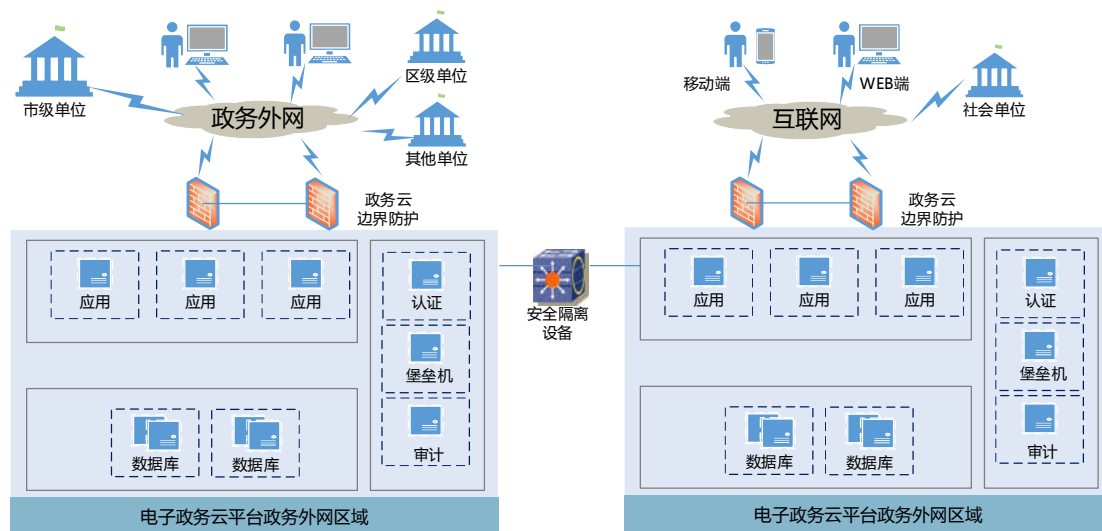 市级单位
区级单位
其他单位
政务外网
政务云
边界防护
应用
应用
应用
认证
堡垒机
审计
数据库
数据库
电子政务云平台政务外网区域
安全隔离
设备
移动端
WEB端
社会单位
互联网
政务云
边界防护
应用
应用
应用
认证
堡垒机
审计
数据库
数据库
电子政务云平台政务外网区域